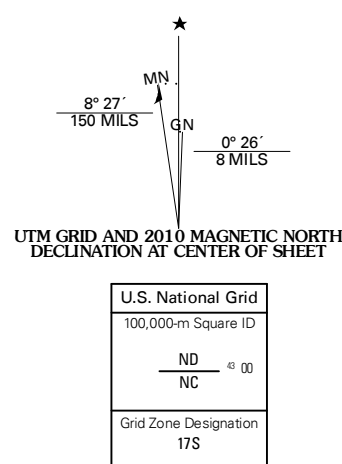 ★
MN
8° 27´
150 MILS
GN
0° 26´
8 MILS
UTM GRID AND 2010 MAGNETIC NORTH
DECLINATION AT CENTER OF SHEET
U.S. National Grid
100,000-m Square ID
ND
43 00
NC
Grid Zone Designation
17S